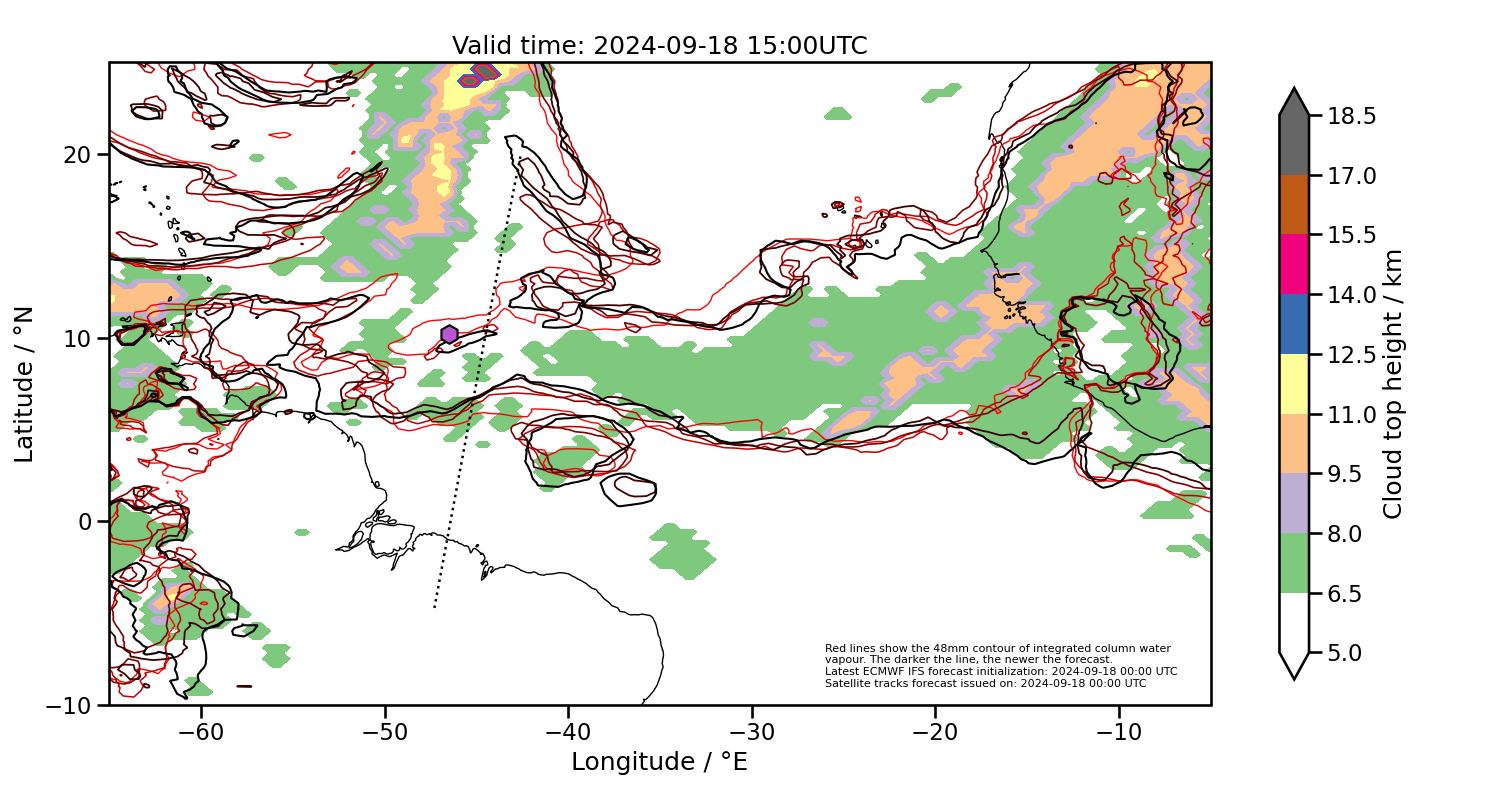 Valid time: 2024-09-18 15:00UTC
20
10
0
−10
Latitude / °N
−60
−50
−40
−30
−20
−10
Longitude / °E
Red lines show the 48mm contour of integrated column water
vapour. The darker the line, the newer the forecast.
Latest ECMWF IFS forecast initialization: 2024-09-18 00:00 UTC
Satellite tracks forecast issued on: 2024-09-18 00:00 UTC
18.5
17.0
15.5
14.0
12.5
11.0
9.5
8.0
6.5
5.0
Cloud top height / km